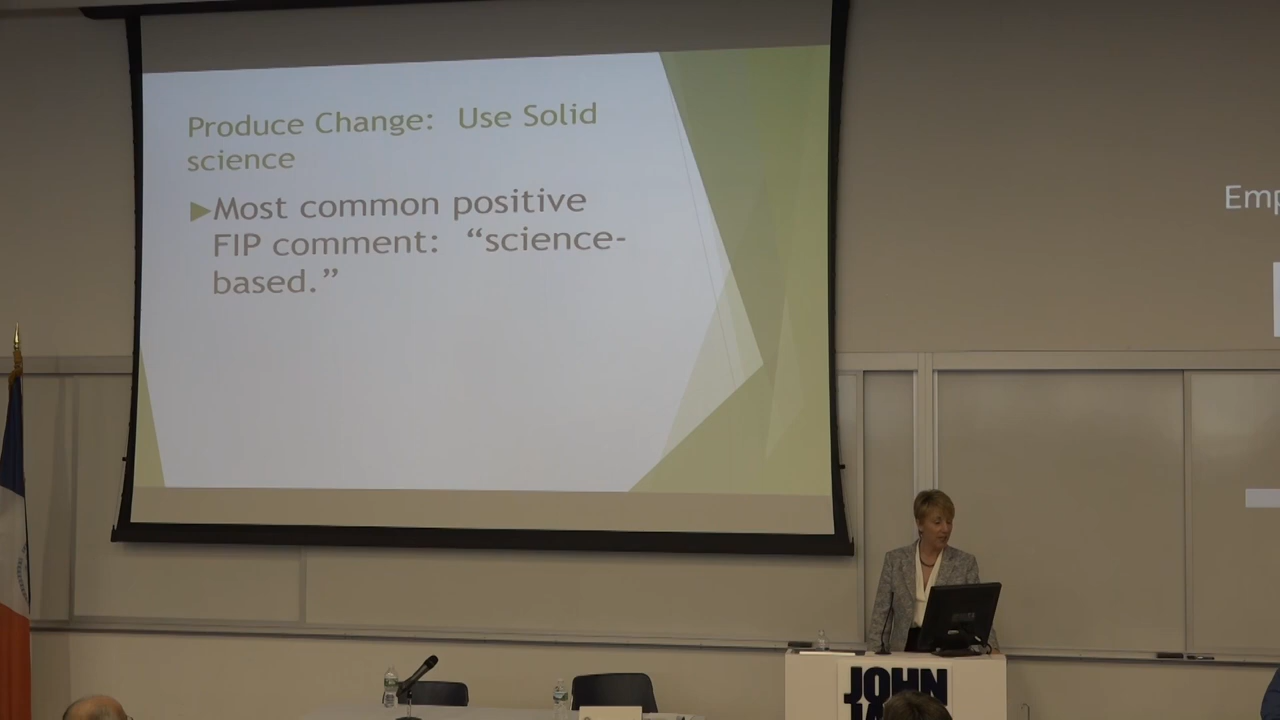 Produce Change: Use Solid
science
Most common positive
FIP comment: “science-
based.”
Emp
JOHN